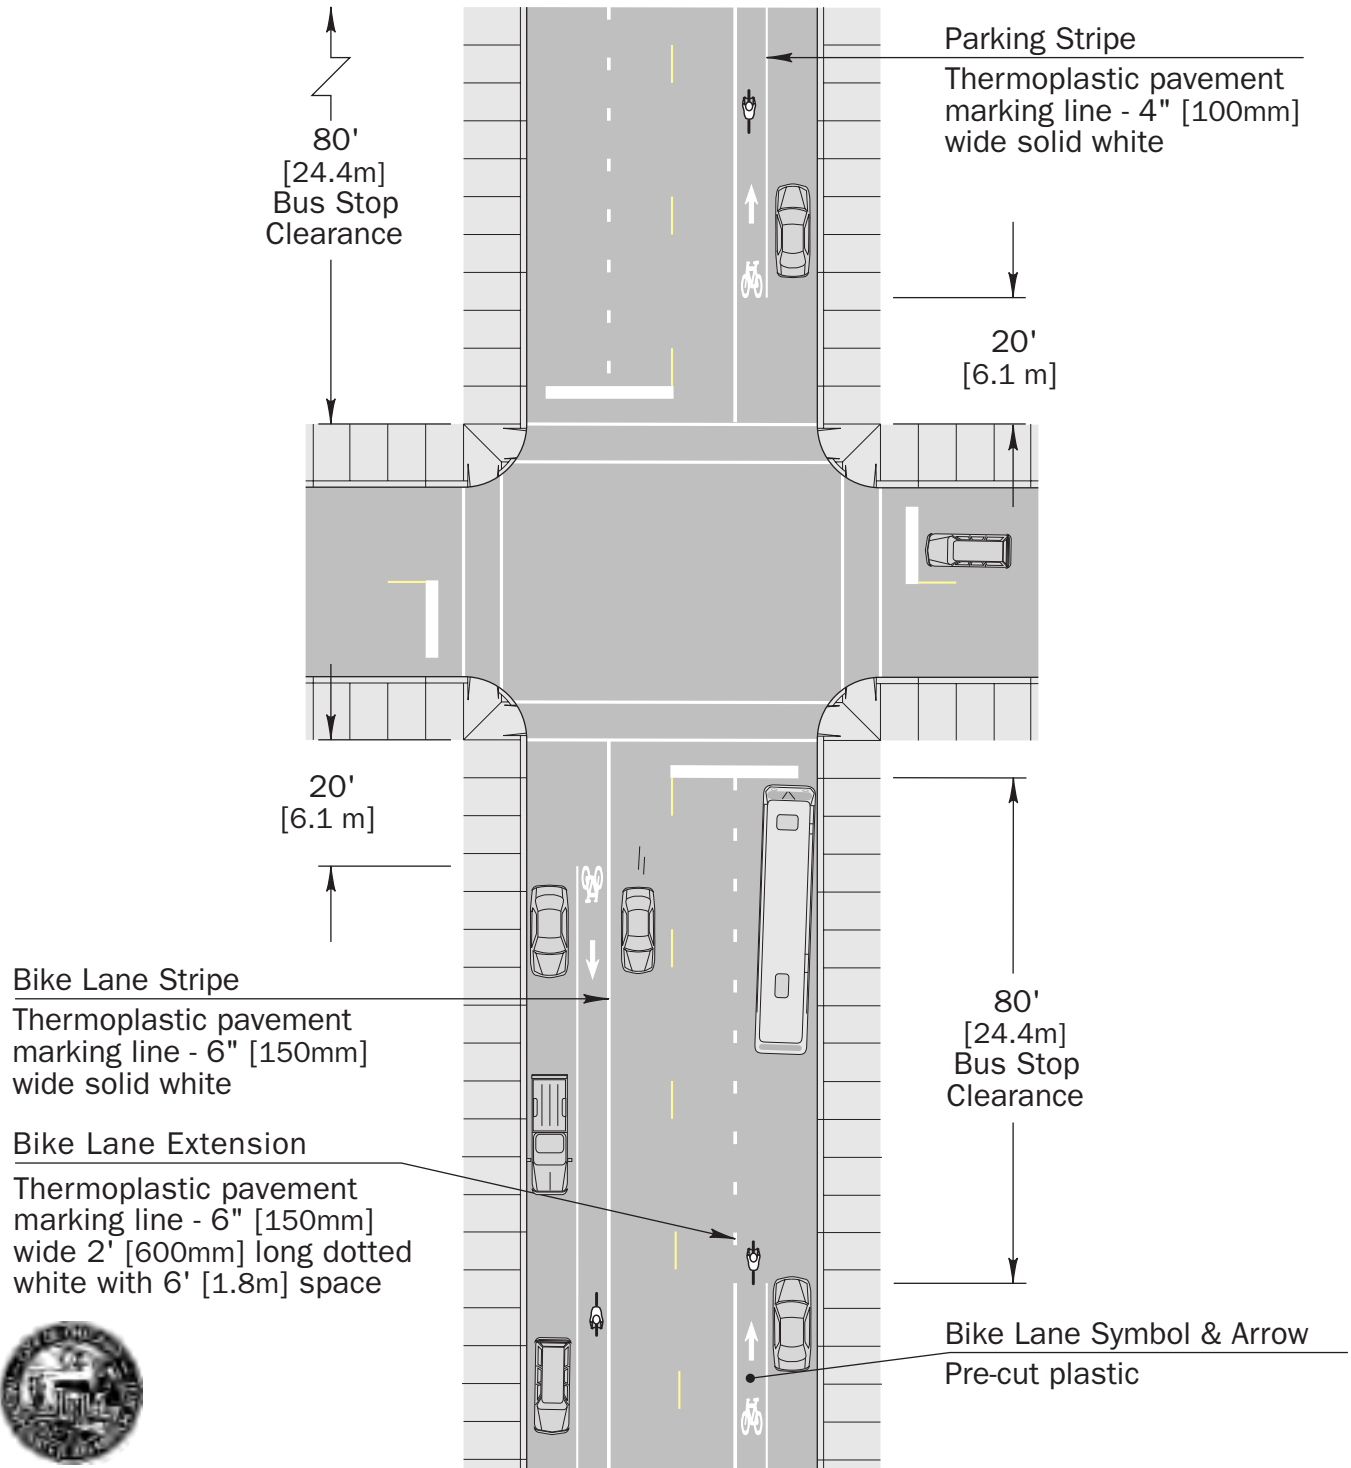 Parking Stripe
Thermoplastic pavement
marking line - 4" [100mm]
wide solid white
80'
[24.4m]
Bus Stop
Clearance
20'
[6.1 m]
20'
[6.1 m]
Bike Lane Stripe
Thermoplastic pavement
marking line - 6" [150mm]
wide solid white
80'
[24.4m]
Bus Stop
Clearance
Bike Lane Extension
Thermoplastic pavement
marking line - 6" [150mm]
wide 2' [600mm] long dotted
white with 6' [1.8m] space
Bike Lane Symbol & Arrow
Pre-cut plastic